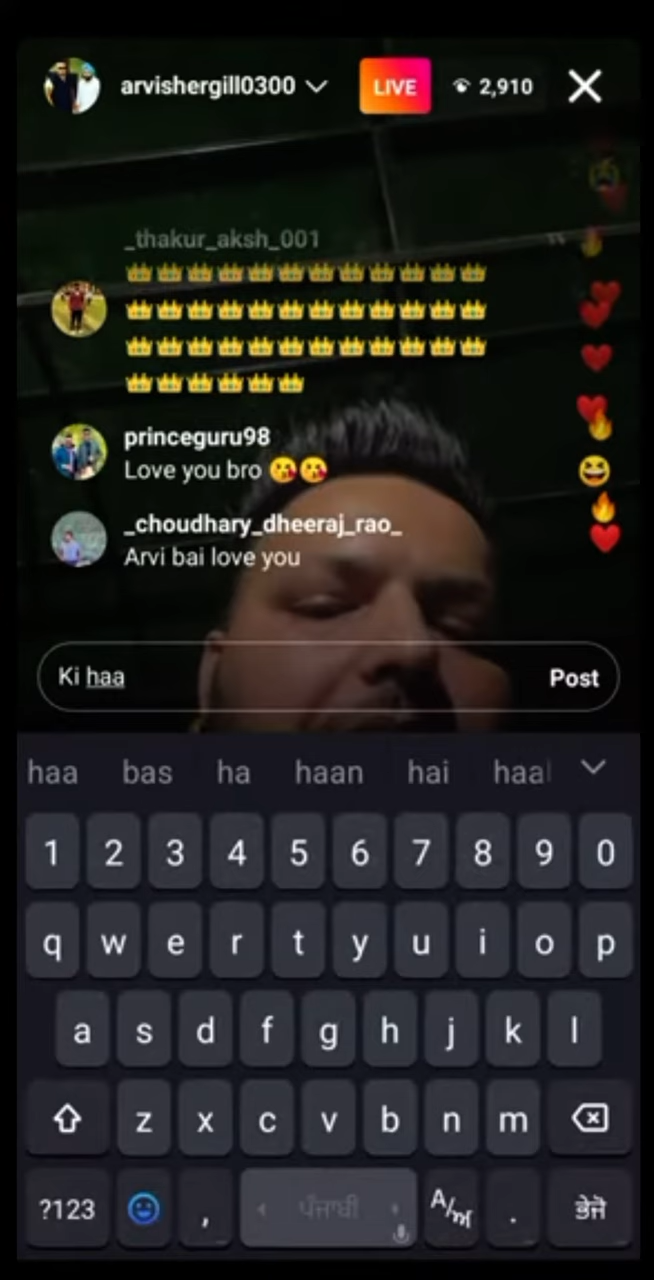 arvishergill0300
LIVE
2,910
_thakur_aksh_001
👑👑👑👑👑👑👑👑👑👑👑👑
👑👑👑👑👑👑👑👑👑👑👑👑
👑👑👑👑👑👑👑👑👑👑👑👑
👑👑👑👑👑👑
princeguru98
Love you bro 😘😘
_choudhary_dheeraj_rao_
Arvi bai love you
Ki haa Post
haa bas ha haan hai haal
1 2 3 4 5 6 7 8 9 0
q w e r t y u i o p
a s d f g h j k l
z x c v b n m
?123 , ਪੰਜਾਬੀ A/ਅ . ਭੇਜੋ